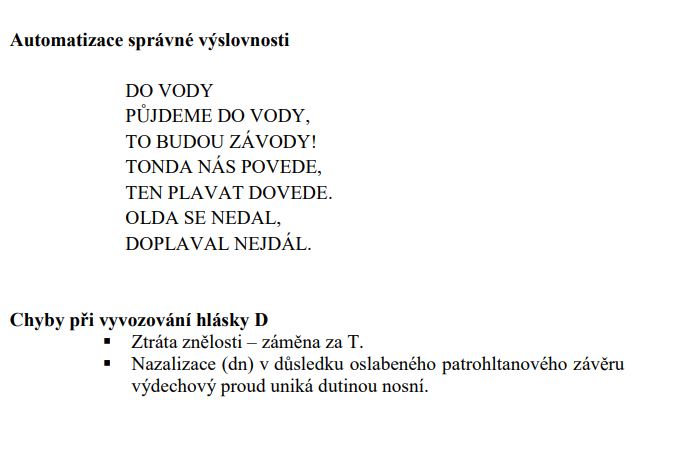 Automatizace správné výslovnosti
DO VODY
PŮJDEME DO VODY,
TO BUDOU ZÁVODY!
TONDA NÁS POVEDE,
TEN PLAVAT DOVEDE.
OLDA SE NEDAL,
DOPLAVAL NEJDÁL.
Chyby při vyvozování hlásky D
▪ Ztráta znělosti – záměna za T.
▪ Nazalizace (dn) v důsledku oslabeného patrohltanového závěru
výdechový proud uniká dutinou nosní.